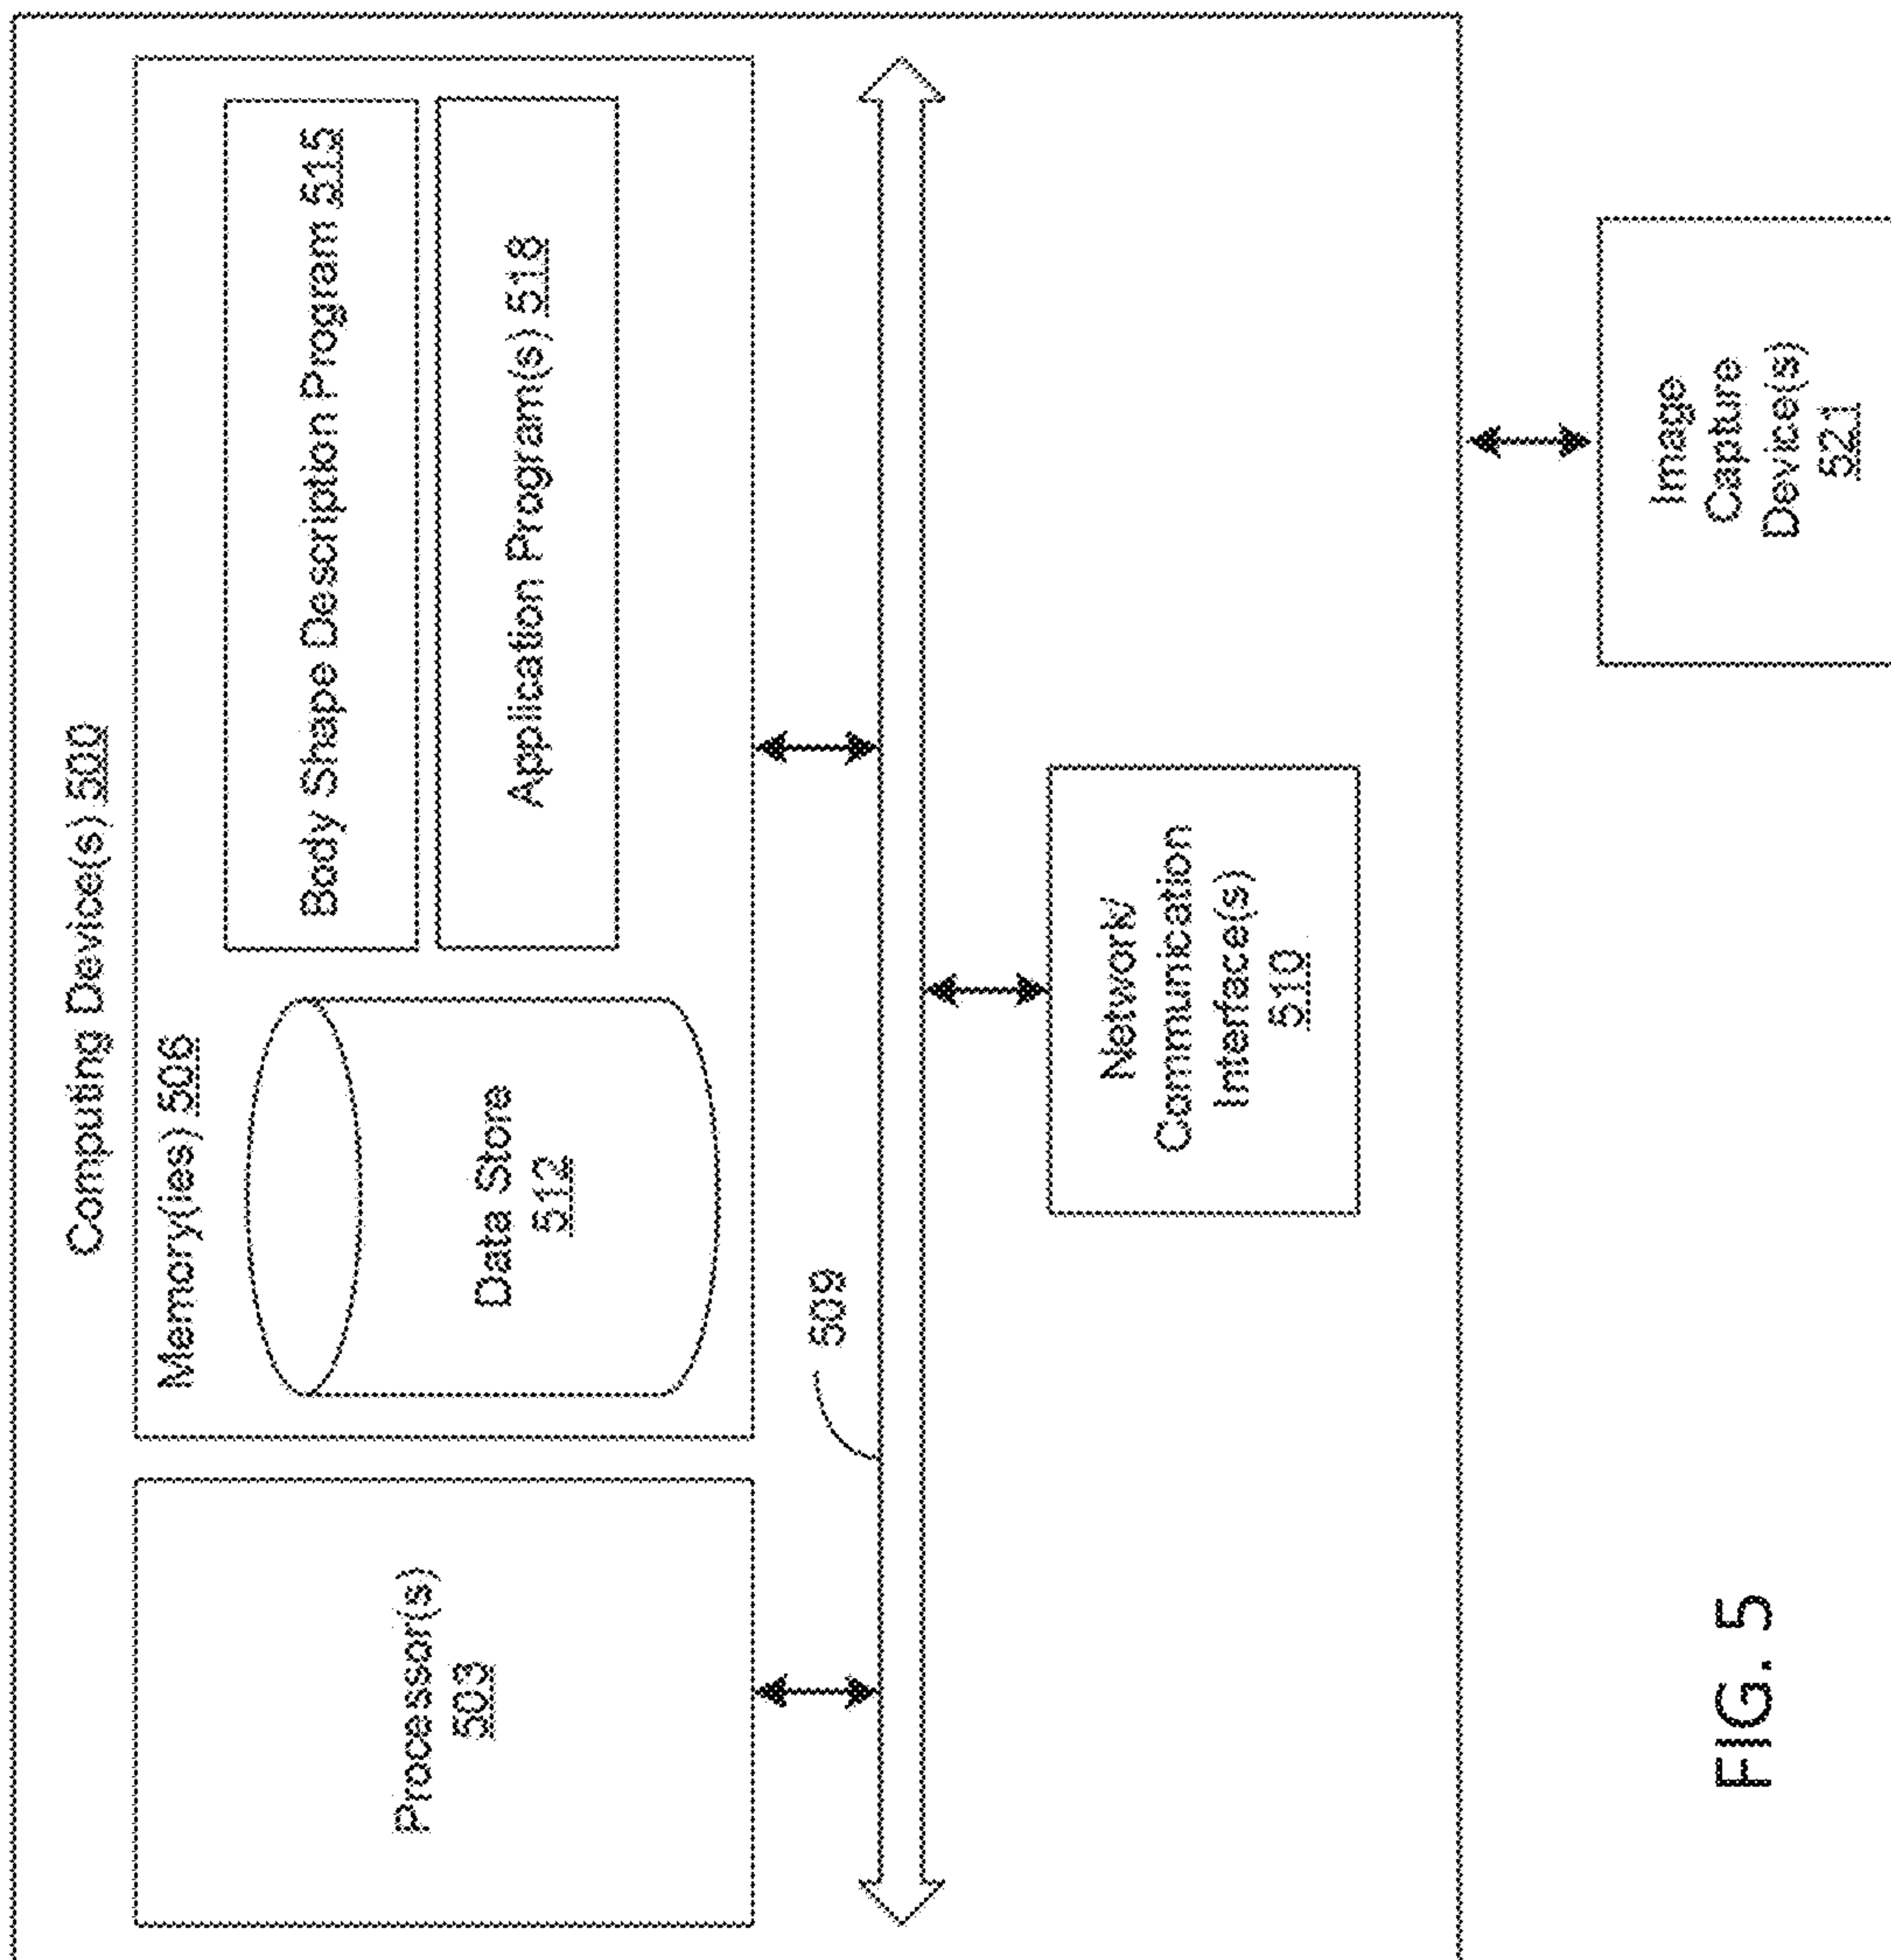 Computing Device(s) 500
Processor(s)
503
Memory(ies) 506
Data Store
512
Body Shape Description Program 515
Application Program(s) 518
509
Network
Communication
Interface(s)
510
Image
Capture
Device(s)
521
FIG. 5